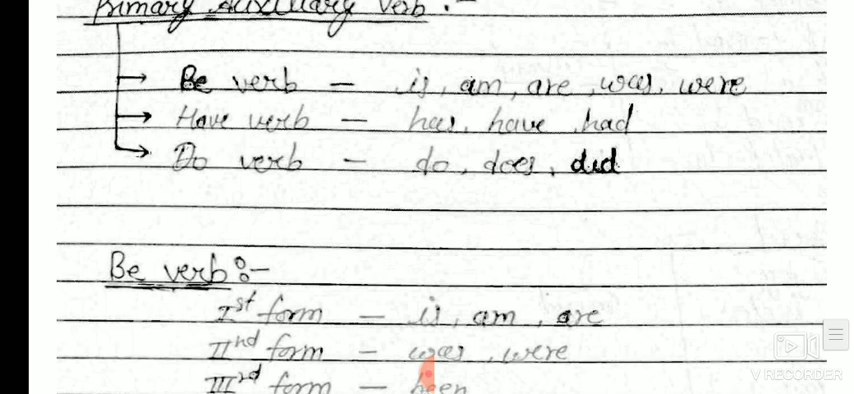 Primary Auxiliary Verb :-
Be verb - is, am, are, was, were
Have verb - has, have, had
Do verb - do, does, did
Be verb :-
Ist form - is, am, are
IInd form - was, were
IIIrd form - been
V RECORDER